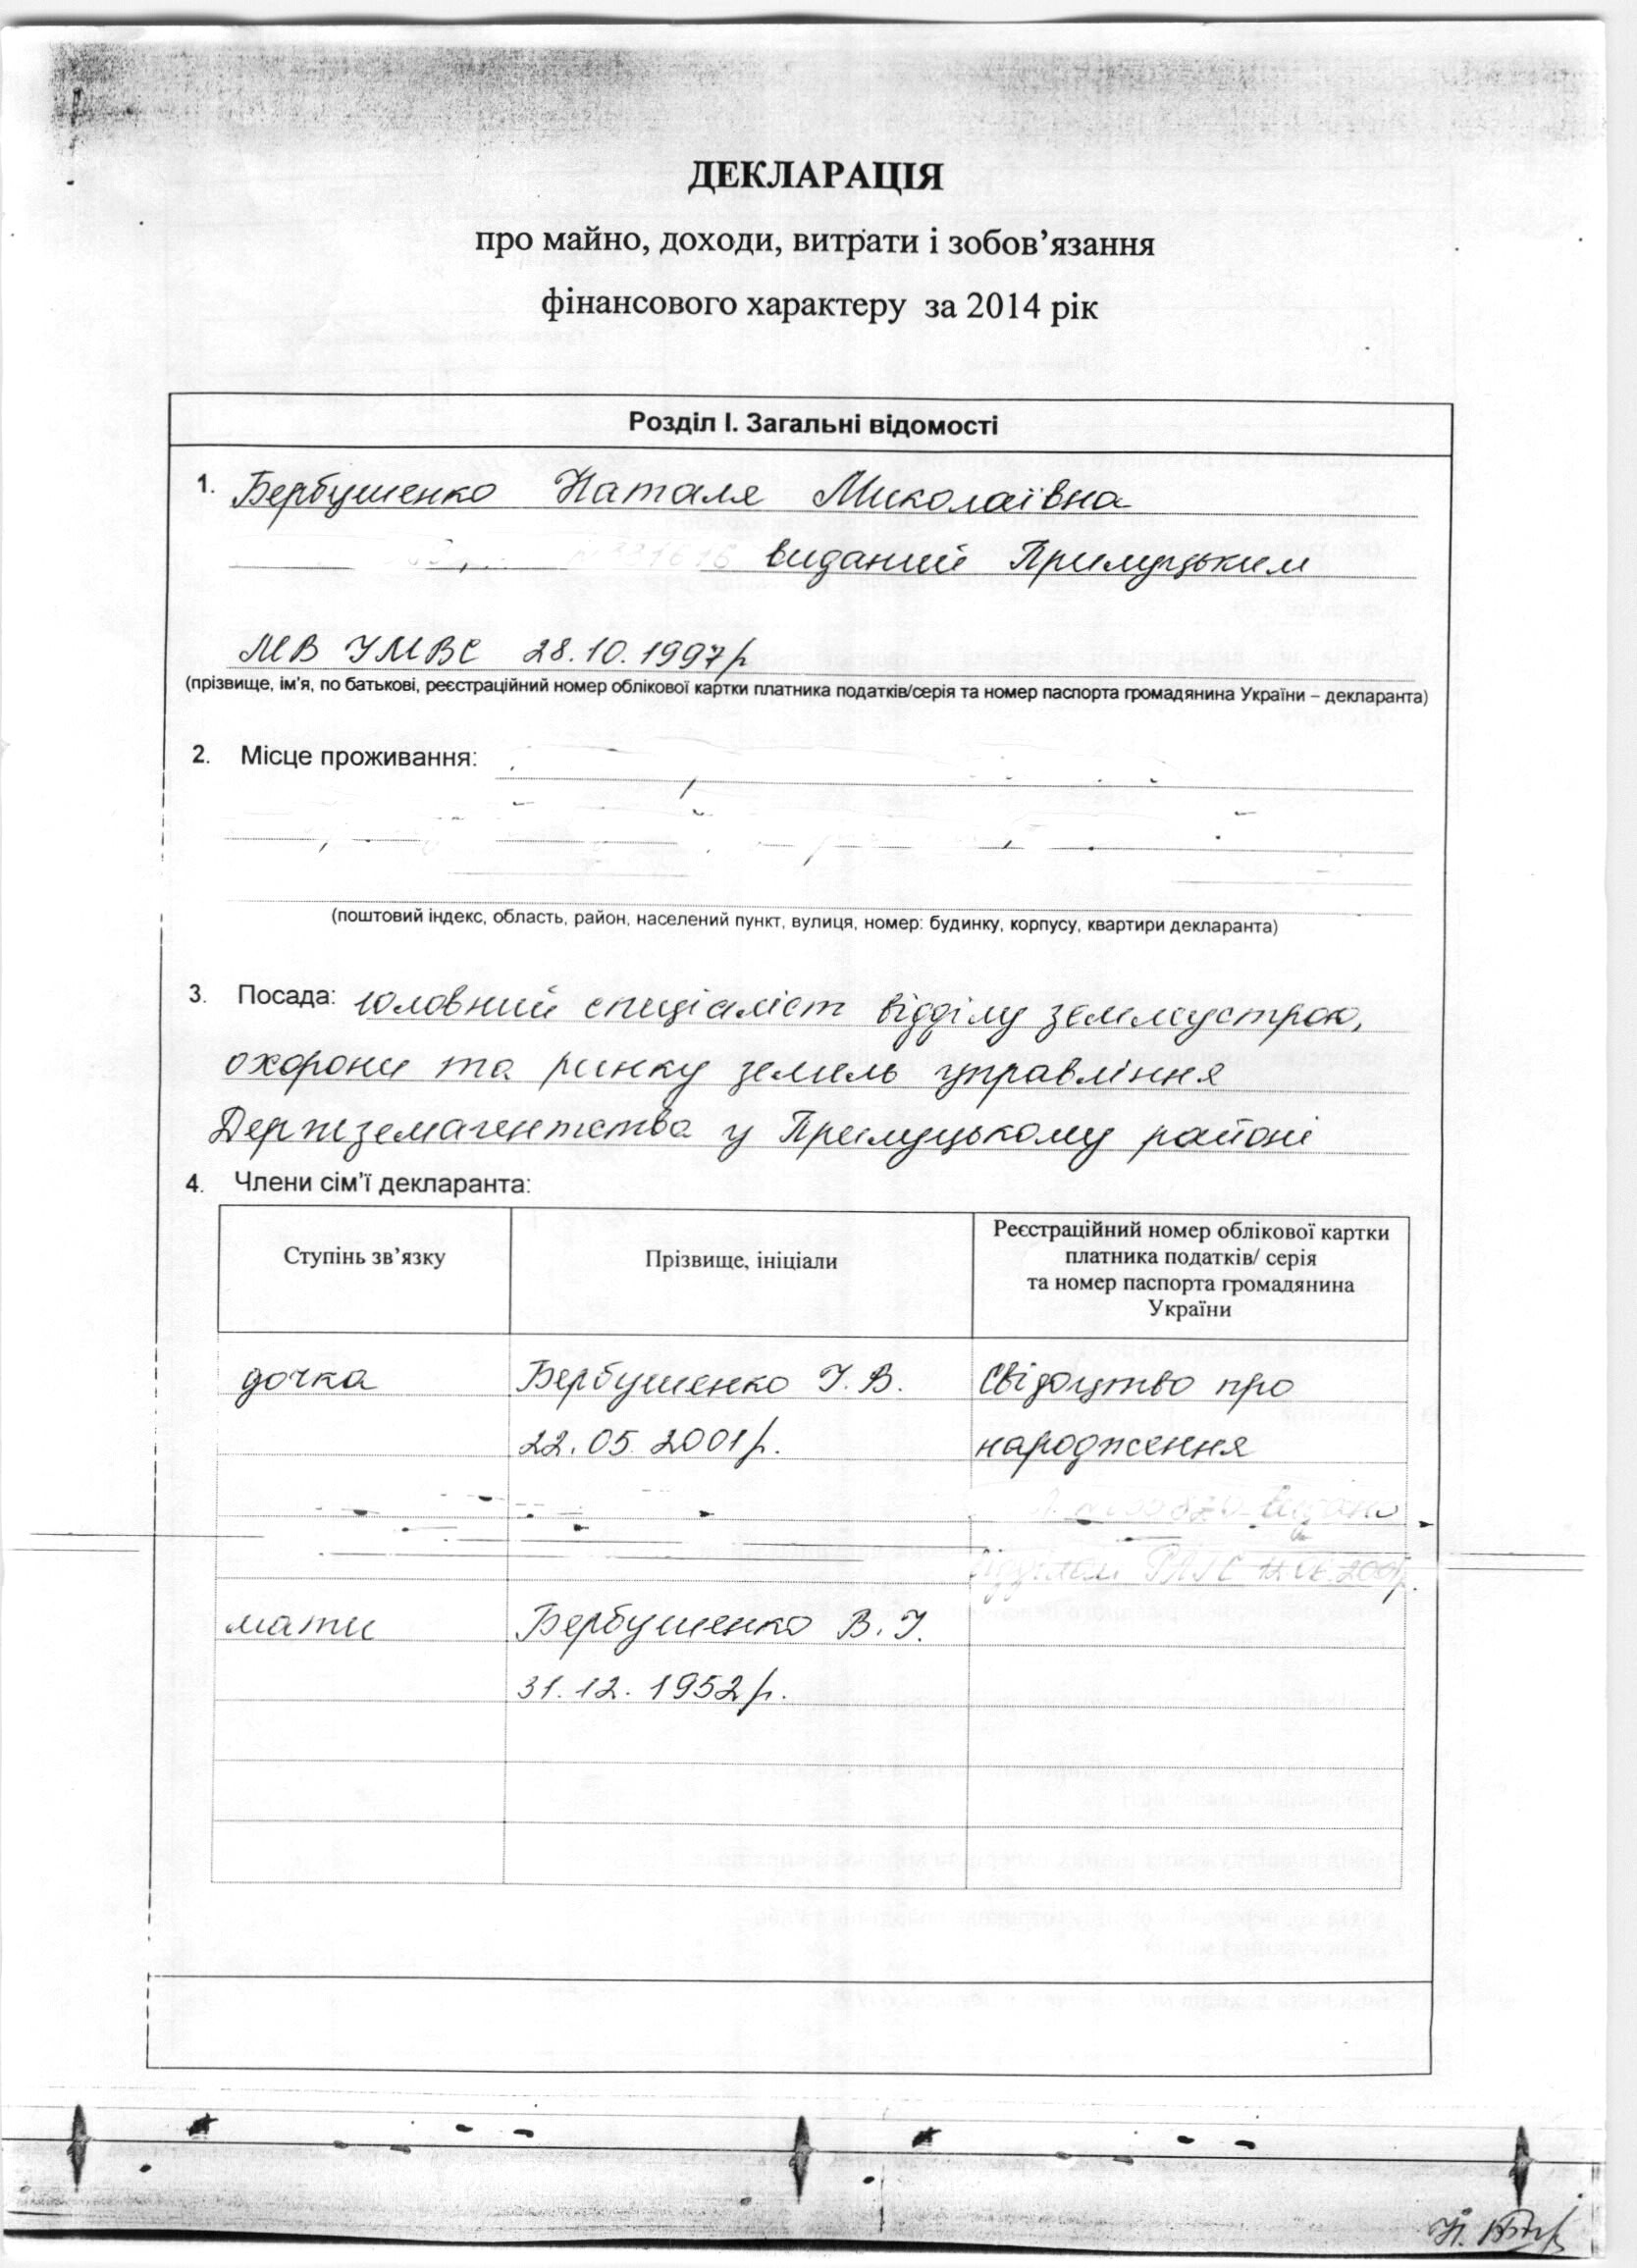 ДЕКЛАРАЦІЯ
про майно, доходи, витрати і зобов’язання
фінансового характеру за 2014 рік
Розділ І. Загальні відомості
1. Бербушенко Наталя Миколаївна
виданий Прилуцьким
МВ УМВС 28.10.1997р
(прізвище, ім’я, по батькові, реєстраційний номер облікової картки платника податків/серія та номер паспорта громадянина України – декларанта)
2. Місце проживання:
(поштовий індекс, область, район, населений пункт, вулиця, номер: будинку, корпусу, квартири декларанта)
3. Посада: головний спеціаліст відділу землеустрою,
охорони та ринку земель управління
Держземагентства у Прилуцькому районі
4. Члени сім’ї декларанта:
Ступінь зв’язку Прізвище, ініціали Реєстраційний номер облікової картки
платника податків/ серія
та номер паспорта громадянина
України
дочка Бербушенко І. В. Свідоцтво про
22.05.2001р. народження
видано
мати Бербушенко В. І.
31.12.1952р.